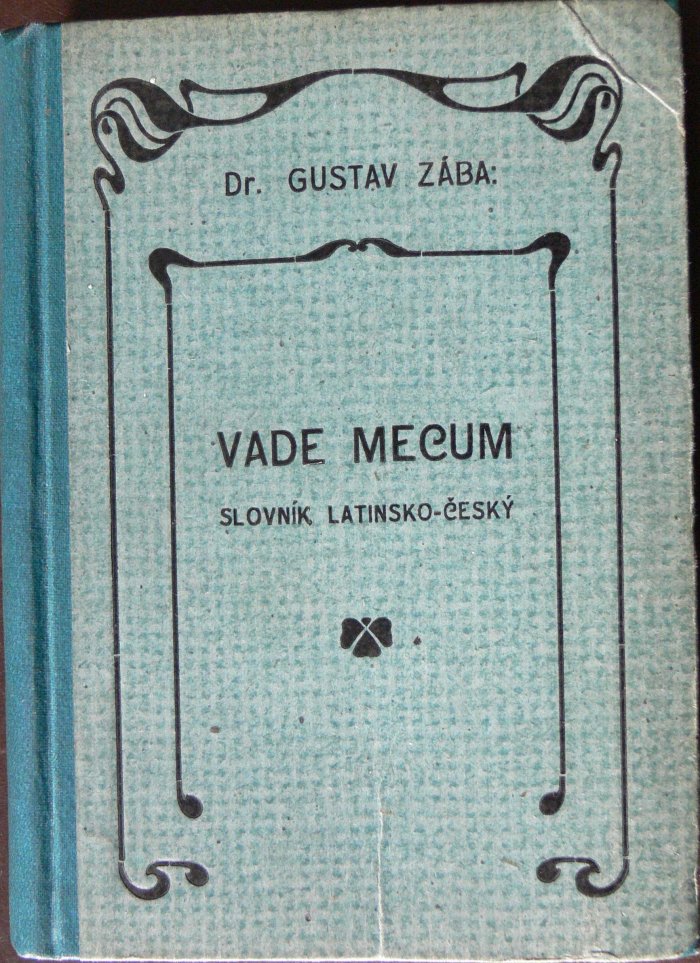 Dr. GUSTAV ZÁBA:
VADE MECUM
SLOVNÍK LATINSKO-ČESKÝ